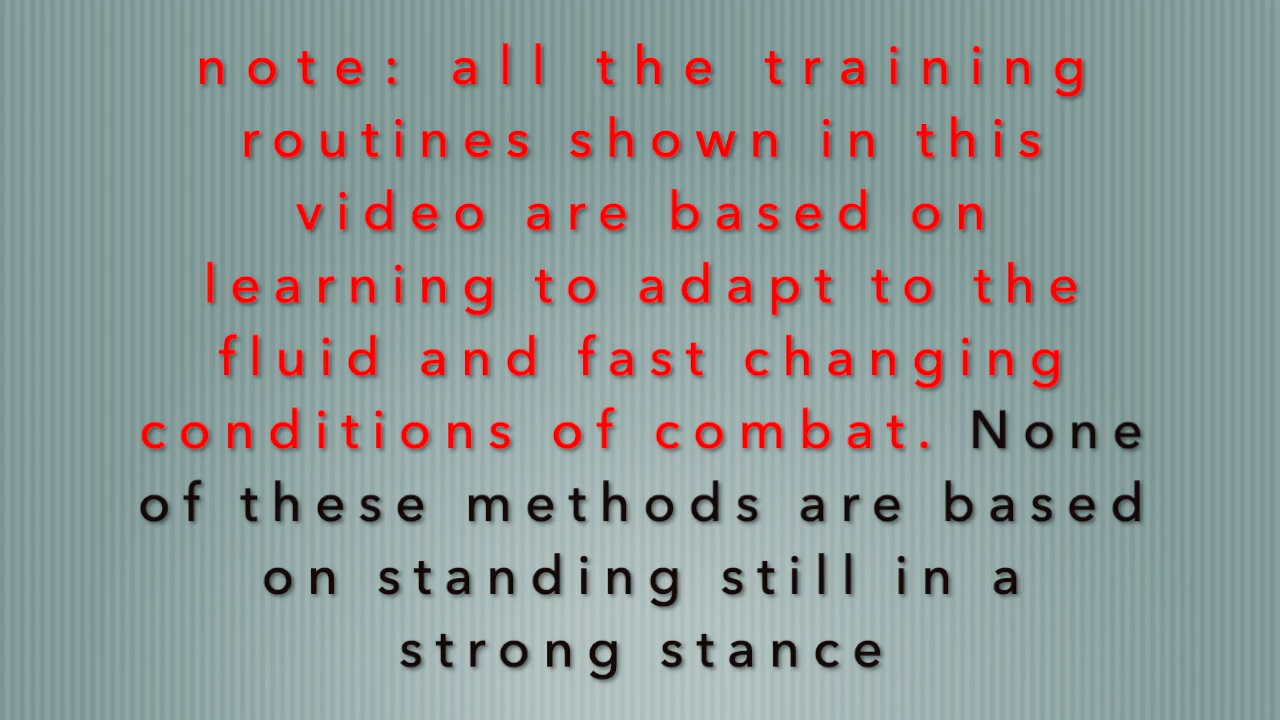 note: all the training
routines shown in this
video are based on
learning to adapt to the
fluid and fast changing
conditions of combat. None
of these methods are based
on standing still in a
strong stance